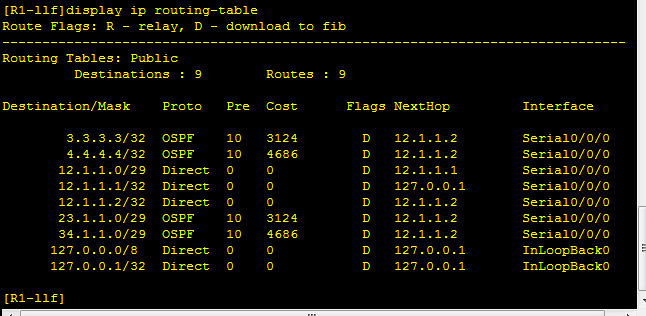 [R1-llf]display ip routing-table
Route Flags: R - relay, D - download to fib
------------------------------------------------------------------------------
Routing Tables: Public
         Destinations : 9        Routes : 9

Destination/Mask    Proto  Pre  Cost      Flags NextHop         Interface

        3.3.3.3/32  OSPF   10   3124        D   12.1.1.2        Serial0/0/0
        4.4.4.4/32  OSPF   10   4686        D   12.1.1.2        Serial0/0/0
       12.1.1.0/29  Direct 0    0           D   12.1.1.1        Serial0/0/0
       12.1.1.1/32  Direct 0    0           D   127.0.0.1       Serial0/0/0
       12.1.1.2/32  Direct 0    0           D   12.1.1.2        Serial0/0/0
       23.1.1.0/29  OSPF   10   3124        D   12.1.1.2        Serial0/0/0
       34.1.1.0/29  OSPF   10   4686        D   12.1.1.2        Serial0/0/0
      127.0.0.0/8   Direct 0    0           D   127.0.0.1       InLoopBack0
      127.0.0.1/32  Direct 0    0           D   127.0.0.1       InLoopBack0

[R1-llf]